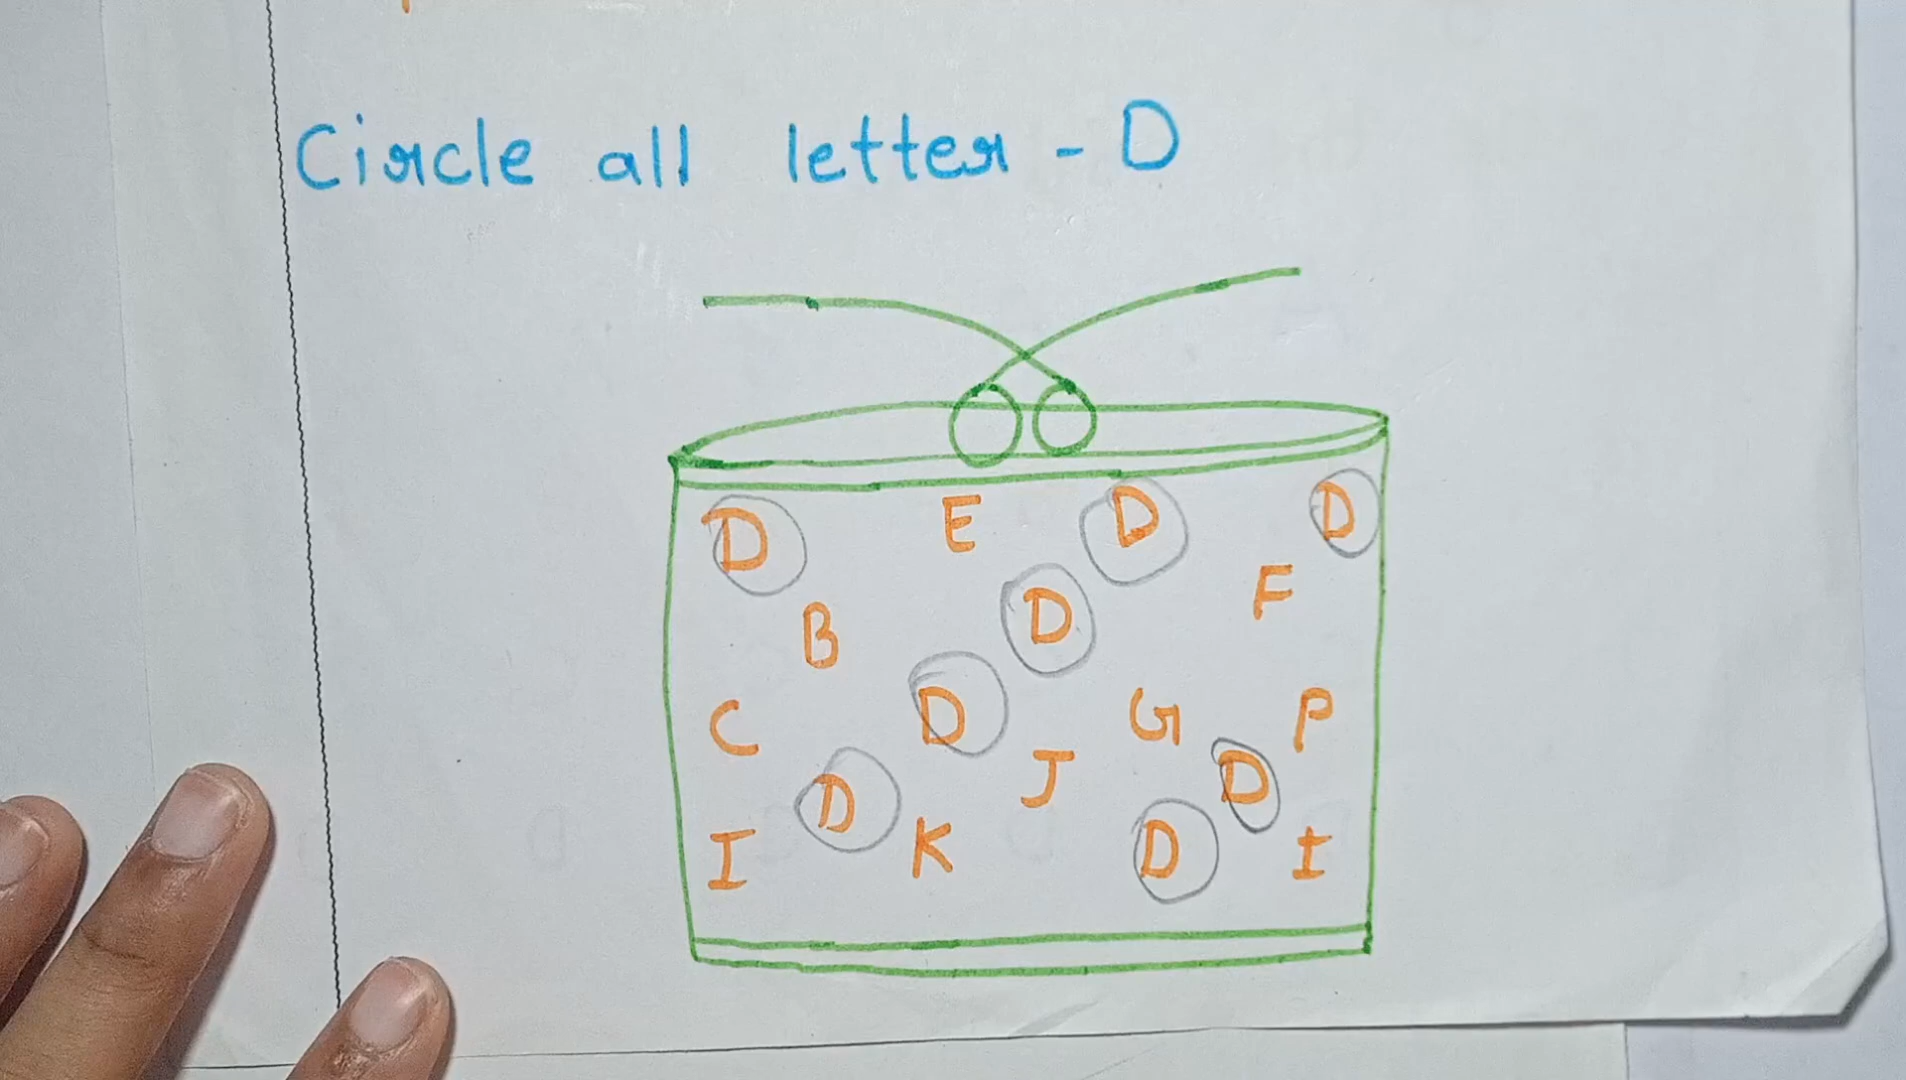 Circle all letter - D
D E D D
F
B D
C D G P
D J D
I K D I